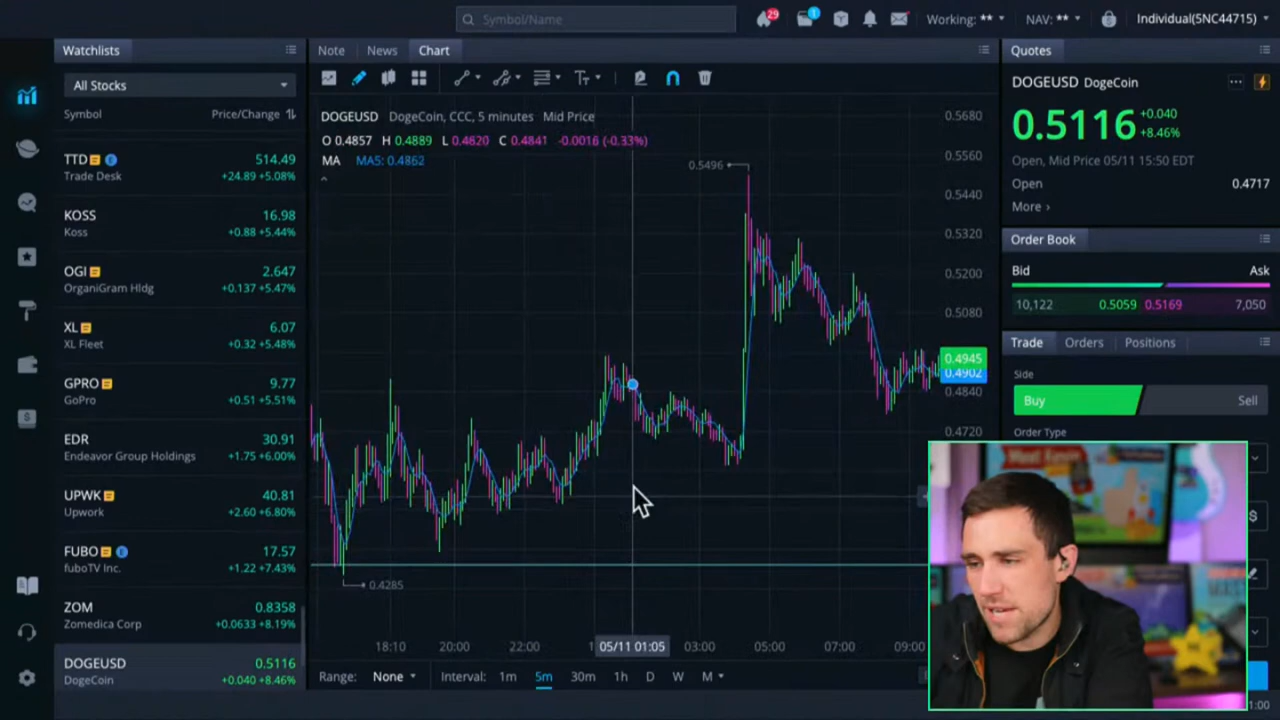 Symbol/Name
29
1
Working: **
NAV: **
Individual(5NC44715)
Watchlists
All Stocks
Symbol Price/Change
TTD 514.49
Trade Desk +24.89 +5.08%
KOSS 16.98
Koss +0.88 +5.44%
OGI 2.647
OrganiGram Hldg +0.137 +5.47%
XL 6.07
XL Fleet +0.32 +5.48%
GPRO 9.77
GoPro +0.51 +5.51%
EDR 30.91
Endeavor Group Holdings +1.75 +6.00%
UPWK 40.81
Upwork +2.60 +6.80%
FUBO 17.57
fuboTV Inc. +1.22 +7.43%
ZOM 0.8358
Zomedica Corp +0.0633 +8.19%
DOGEUSD 0.5116
DogeCoin +0.040 +8.46%
Note News Chart
DOGEUSD DogeCoin, CCC, 5 minutes Mid Price
O 0.4857 H 0.4889 L 0.4820 C 0.4841 -0.0016 (-0.33%)
MA MA5: 0.4862
0.5496
0.4285
0.5680
0.5560
0.5440
0.5320
0.5200
0.5080
0.4945
0.4902
0.4840
0.4720
18:10 20:00 22:00 05/11 01:05 03:00 05:00 07:00 09:00
Range: None Interval: 1m 5m 30m 1h D W M
Quotes
DOGEUSD DogeCoin
0.5116 +0.040
+8.46%
Open, Mid Price 05/11 15:50 EDT
Open 0.4717
More
Order Book
Bid Ask
10,122 0.5059 0.5169 7,050
Trade Orders Positions
Side
Buy Sell
Order Type
$